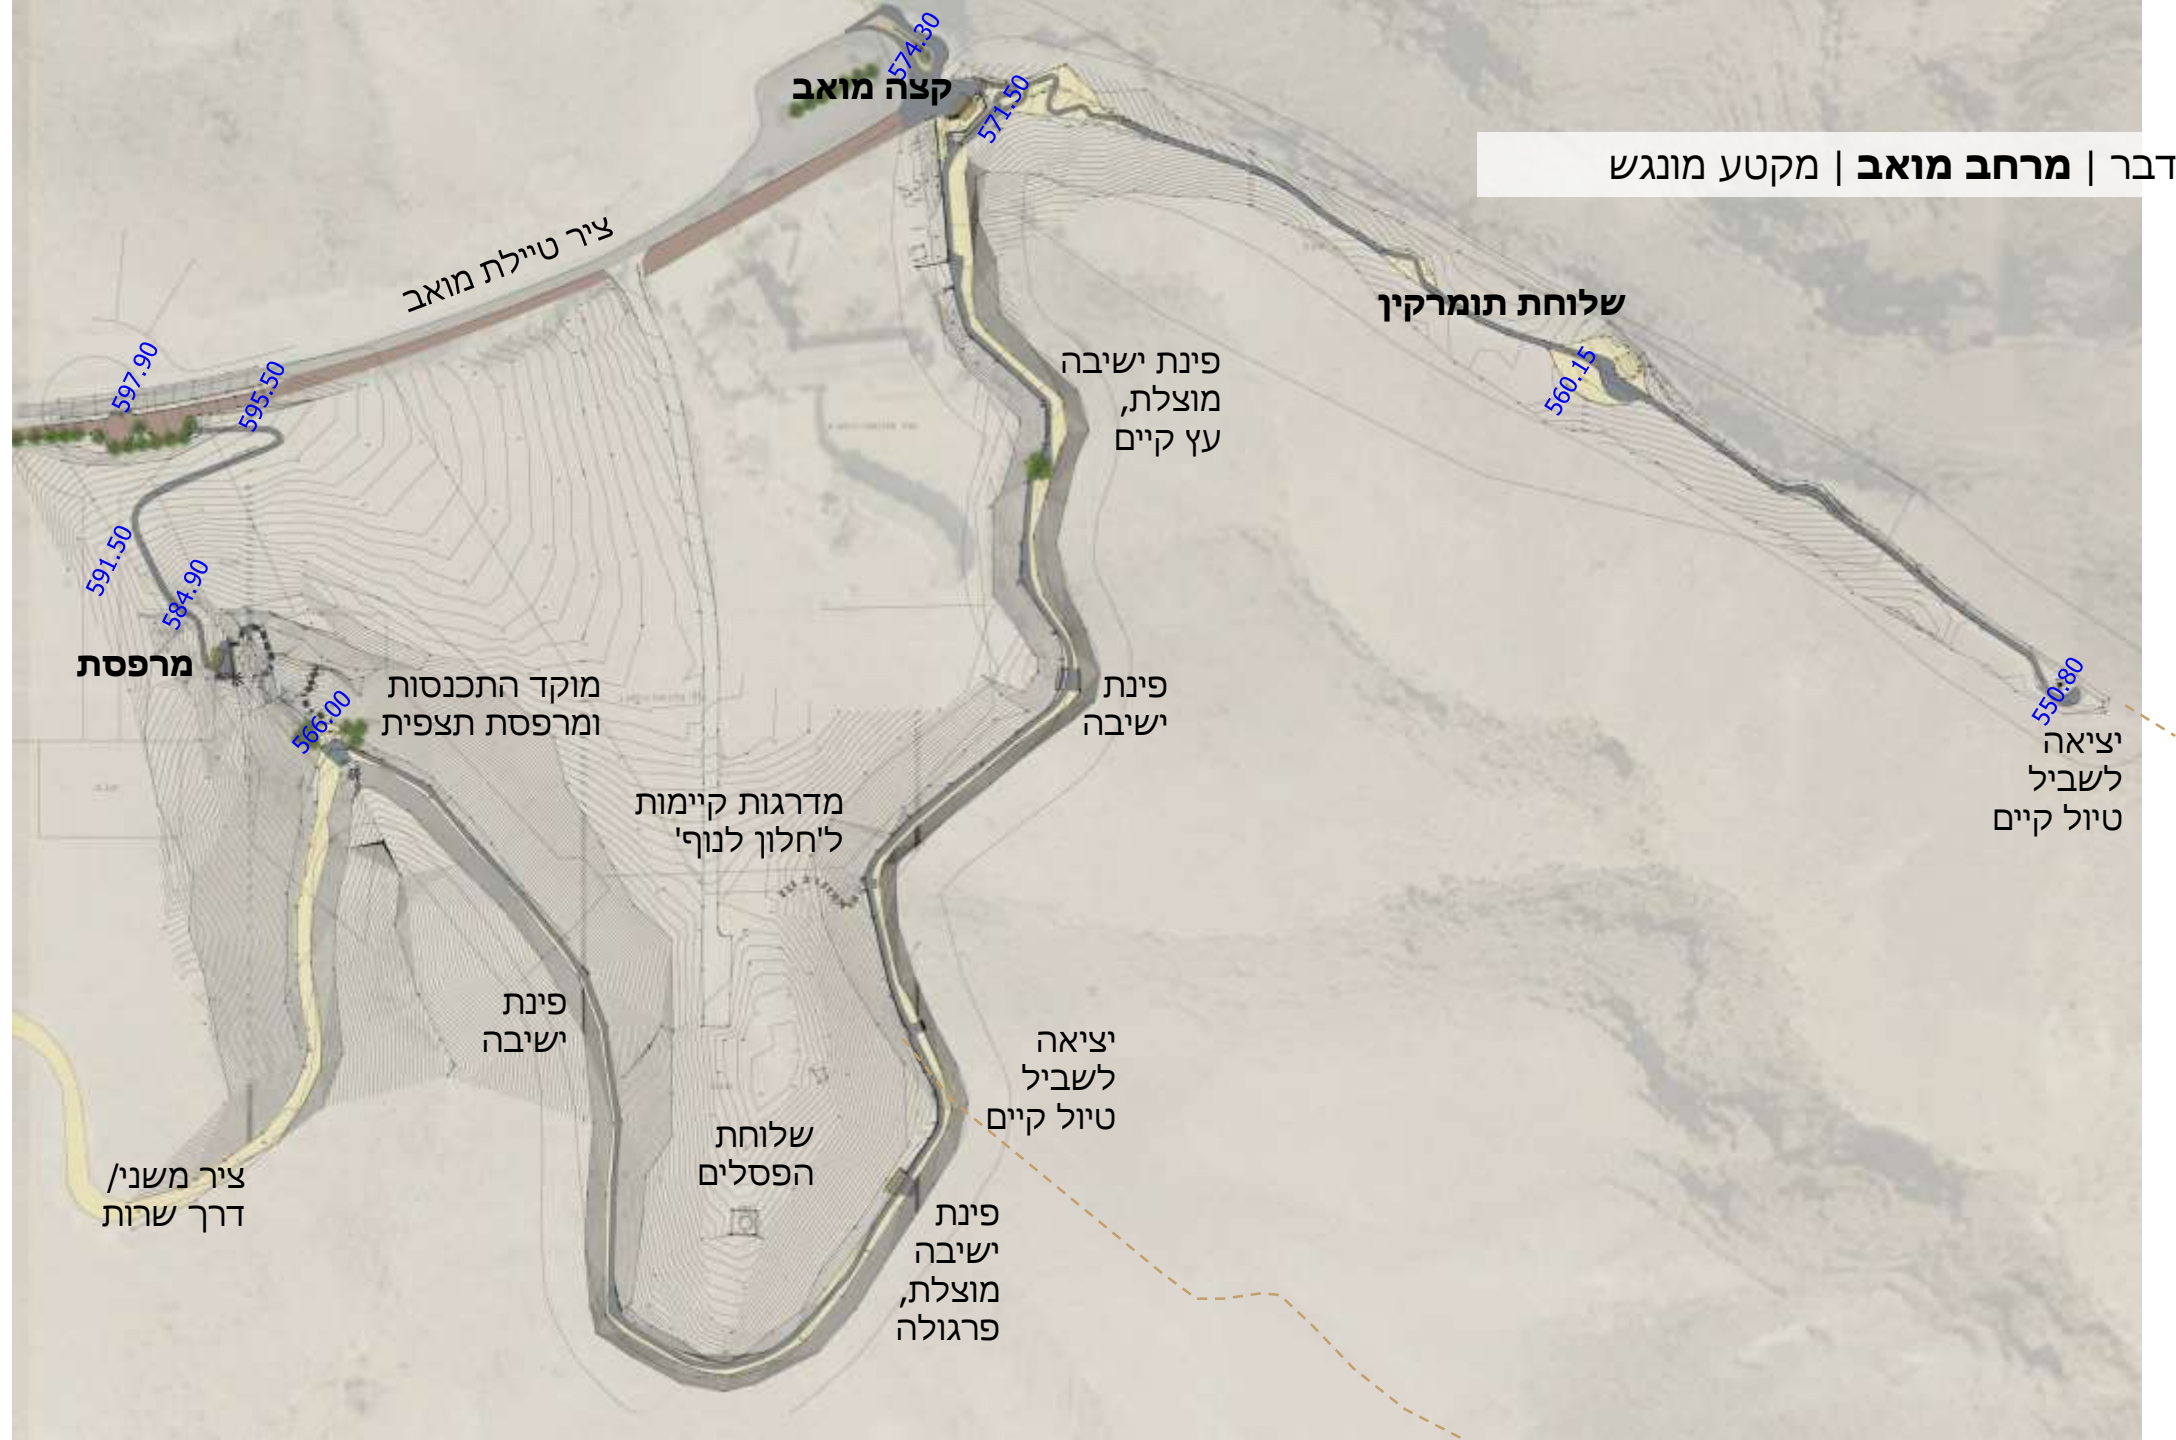 דבר | מרחב מואב | מקטע מונגש
574.30
קצה מואב
571.50
ציר טיילת מואב
שלוחת תומרקין
560.15
597.90
595.50
פינת ישיבה
מוצלת,
עץ קיים
591.50
584.90
מרפסת
מוקד התכנסות
ומרפסת תצפית
566.00
פינת
ישיבה
550.80
יציאה
לשביל
טיול קיים
מדרגות קיימות
ל'חלון לנוף'
פינת
ישיבה
יציאה
לשביל
טיול קיים
שלוחת
הפסלים
ציר משני/
דרך שרות
פינת
ישיבה
מוצלת,
פרגולה